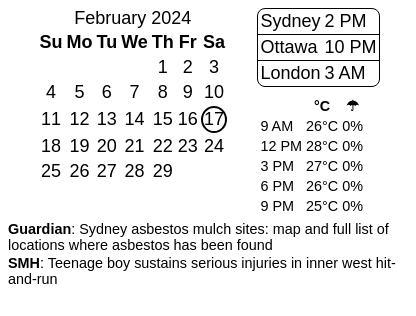 February 2024
Su Mo Tu We Th Fr Sa
1 2 3
4 5 6 7 8 9 10
11 12 13 14 15 16 17
18 19 20 21 22 23 24
25 26 27 28 29
Sydney 2 PM
Ottawa 10 PM
London 3 AM
°C ☂
9 AM 26°C 0%
12 PM 28°C 0%
3 PM 27°C 0%
6 PM 26°C 0%
9 PM 25°C 0%
Guardian: Sydney asbestos mulch sites: map and full list of
locations where asbestos has been found
SMH: Teenage boy sustains serious injuries in inner west hit-
and-run